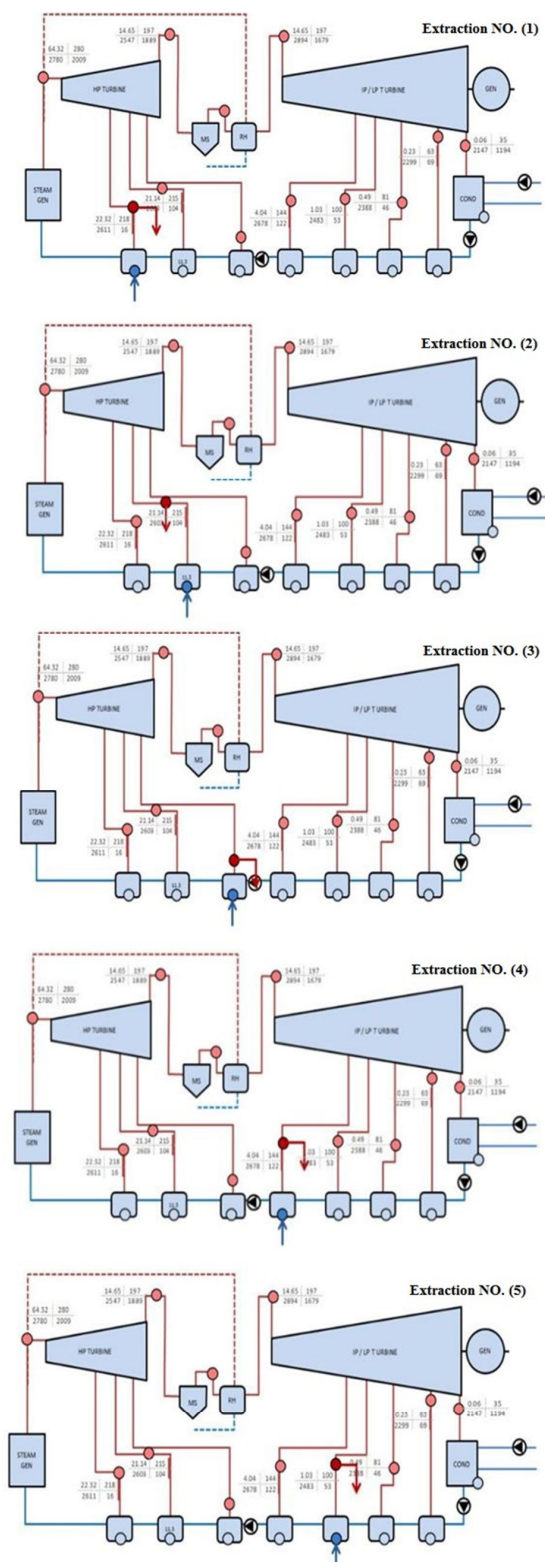 Extraction NO. (1)
14.65 197
2547 1889
14.65 197
2894 1679
64.32 280
2780 2009
HP TURBINE
IP / LP T URBINE
GEN
MS
RH
0.06 35
2147 1194
0.23 63
2299 69
STEAM
GEN
21.14 215
104
0.49 81
2388 46
COND
22.32 218
2611 16
4.04 144
2678 122
1.03 100
2483 53
LL3
Extraction NO. (2)
14.65 197
2547 1889
14.65 197
2894 1679
64.32 280
2780 2009
HP TURBINE
IP / LP T URBINE
GEN
MS
RH
0.06 35
2147 1194
0.23 63
2299 69
STEAM
GEN
21.14 215
2603 104
0.49 81
2388 46
COND
22.32 218
2611 16
4.04 144
2678 122
1.03 100
2483 53
LL3
Extraction NO. (3)
14.65 197
2547 1889
14.65 197
2894 1679
64.32 280
2780 2009
HP TURBINE
IP / LP T URBINE
GEN
MS
RH
0.06 35
2147 1194
0.23 63
2299 69
STEAM
GEN
21.14 215
2603 104
0.49 81
2388 46
COND
22.32 218
2611 16
4.04 144
2678 122
1.03 100
2483 53
LL3
Extraction NO. (4)
14.65 197
2547 1889
14.65 197
2894 1679
64.32 280
2780 2009
HP TURBINE
IP / LP T URBINE
GEN
MS
RH
0.06 35
2147 1194
0.23 63
2299 69
STEAM
GEN
21.14 215
2603 104
0.49 81
2388 46
COND
22.32 218
2611 16
4.04 144
2678 122
.03 100
53
LL3
Extraction NO. (5)
14.65 197
2547 1889
14.65 197
2894 1679
64.32 280
2780 2009
HP TURBINE
IP / LP T URBINE
GEN
MS
RH
0.06 35
2147 1194
0.23 63
2299 69
STEAM
GEN
21.14 215
2603 104
0.49 81
46
COND
22.32 218
2611 16
4.04 144
2678 122
1.03 100
2483 53
LL3